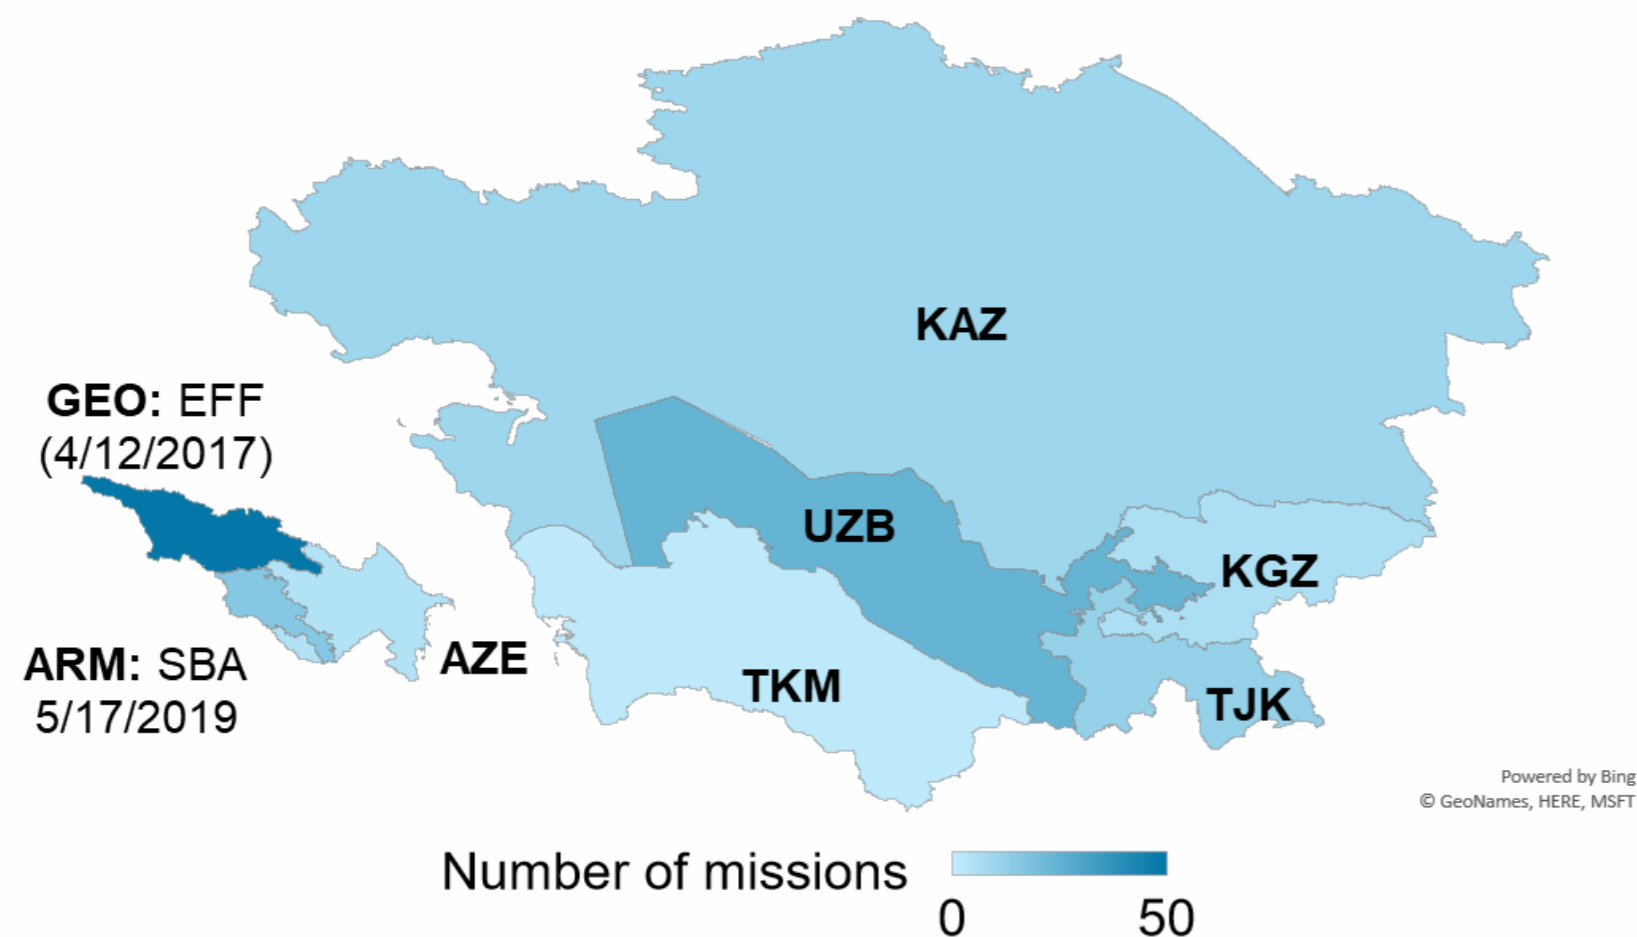 KAZ
GEO: EFF
(4/12/2017)
UZB
KGZ
ARM: SBA
5/17/2019
AZE
TKM
TJK
Powered by Bing
© GeoNames, HERE, MSFT
Number of missions
0 50